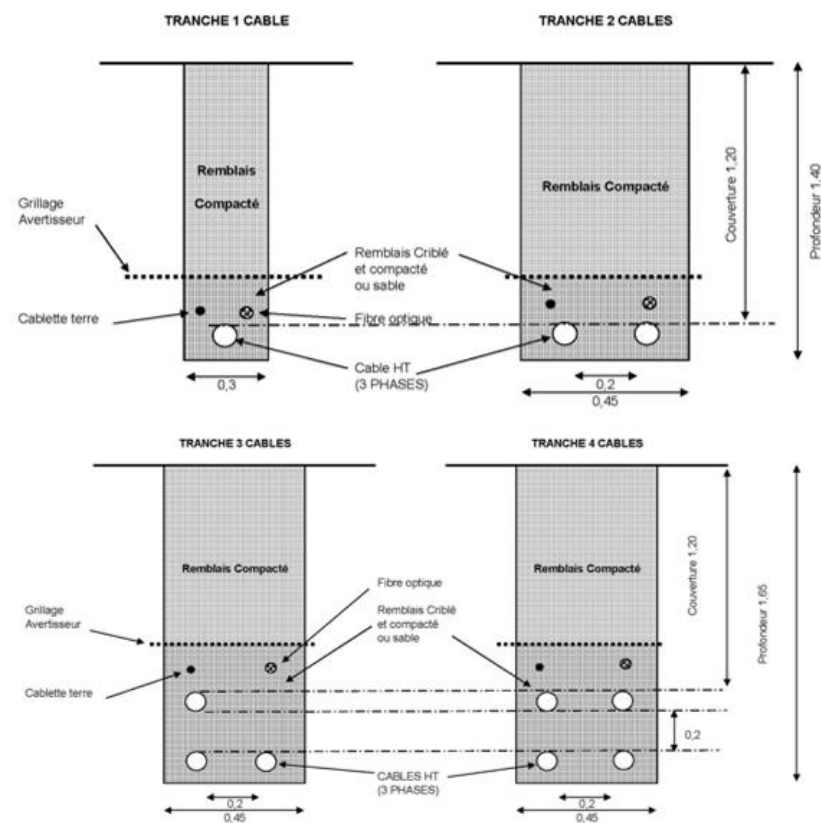 TRANCHE 1 CABLE
TRANCHE 2 CABLES
Remblais
Compacté
Remblais Compacté
Couverture 1,20
Profondeur 1,40
Grillage
Avertisseur
Remblais Criblé
et compacté
ou sable
Cablette terre
Fibre optique
Cable HT
(3 PHASES)
0,3
0,2
0,45
TRANCHE 3 CABLES
TRANCHE 4 CABLES
Remblais Compacté
Remblais Compacté
Couverture 1,20
Profondeur 1,65
Fibre optique
Grillage
Avertisseur
Remblais Criblé
et compacté
ou sable
Cablette terre
0,2
CABLES HT
(3 PHASES)
0,2
0,45
0,2
0,45